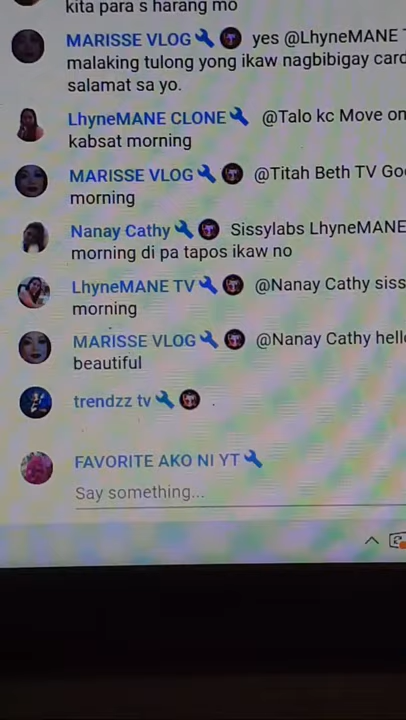 kita para s harang mo
MARISSE VLOG yes @LhyneMANE T
malaking tulong yong ikaw nagbibigay card
salamat sa yo.
LhyneMANE CLONE @Talo kc Move on
kabsat morning
MARISSE VLOG @Titah Beth TV Goo
morning
Nanay Cathy Sissylabs LhyneMANE
morning di pa tapos ikaw no
LhyneMANE TV @Nanay Cathy siss
morning
MARISSE VLOG @Nanay Cathy hello
beautiful
trendzz tv .
FAVORITE AKO NI YT
Say something...